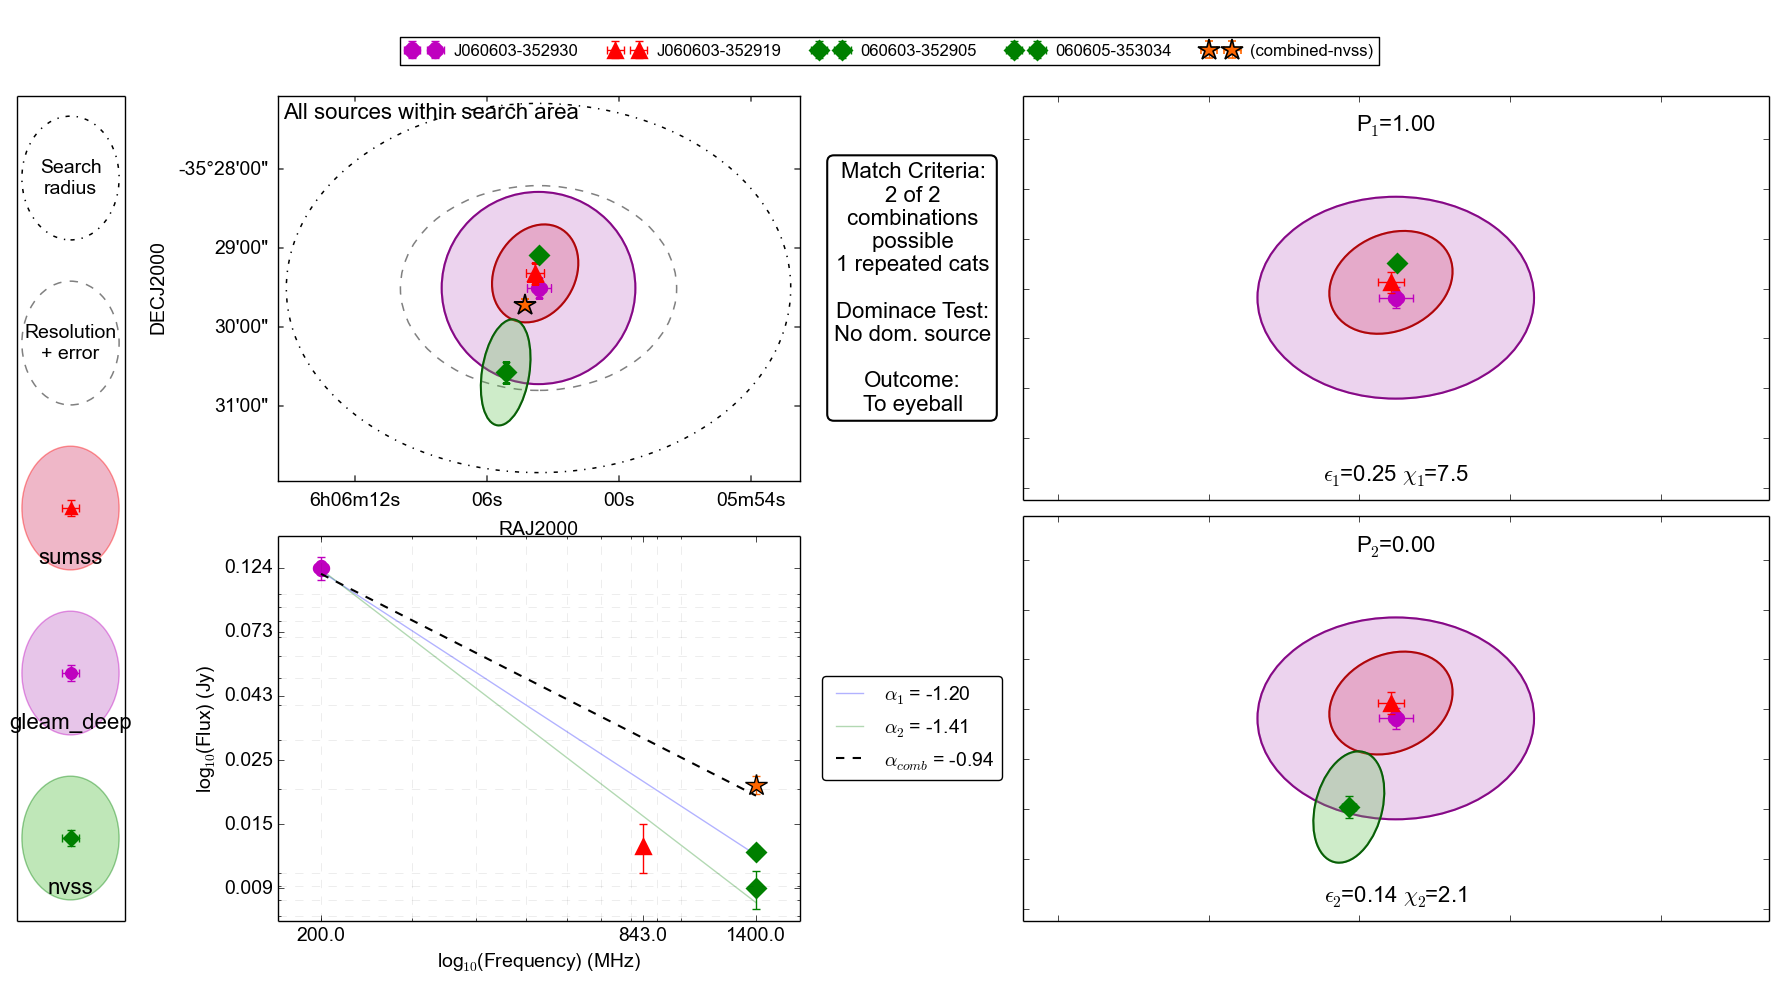 J060603-352930 J060603-352919 060603-352905 060605-353034 (combined-nvss)
Search
radius
Resolution
+ error
sumss
gleam_deep
nvss
All sources within search area
DECJ2000
-35°28'00"
29'00"
30'00"
31'00"
6h06m12s 06s 00s 05m54s
RAJ2000
Match Criteria:
2 of 2
combinations
possible
1 repeated cats
Dominace Test:
No dom. source
Outcome:
To eyeball
P₁=1.00
ϵ₁=0.25 χ₁=7.5
P₂=0.00
ϵ₂=0.14 χ₂=2.1
log₁₀(Flux) (Jy)
0.124
0.073
0.043
0.025
0.015
0.009
200.0 843.0 1400.0
log₁₀(Frequency) (MHz)
α₁ = -1.20
α₂ = -1.41
α_comb = -0.94